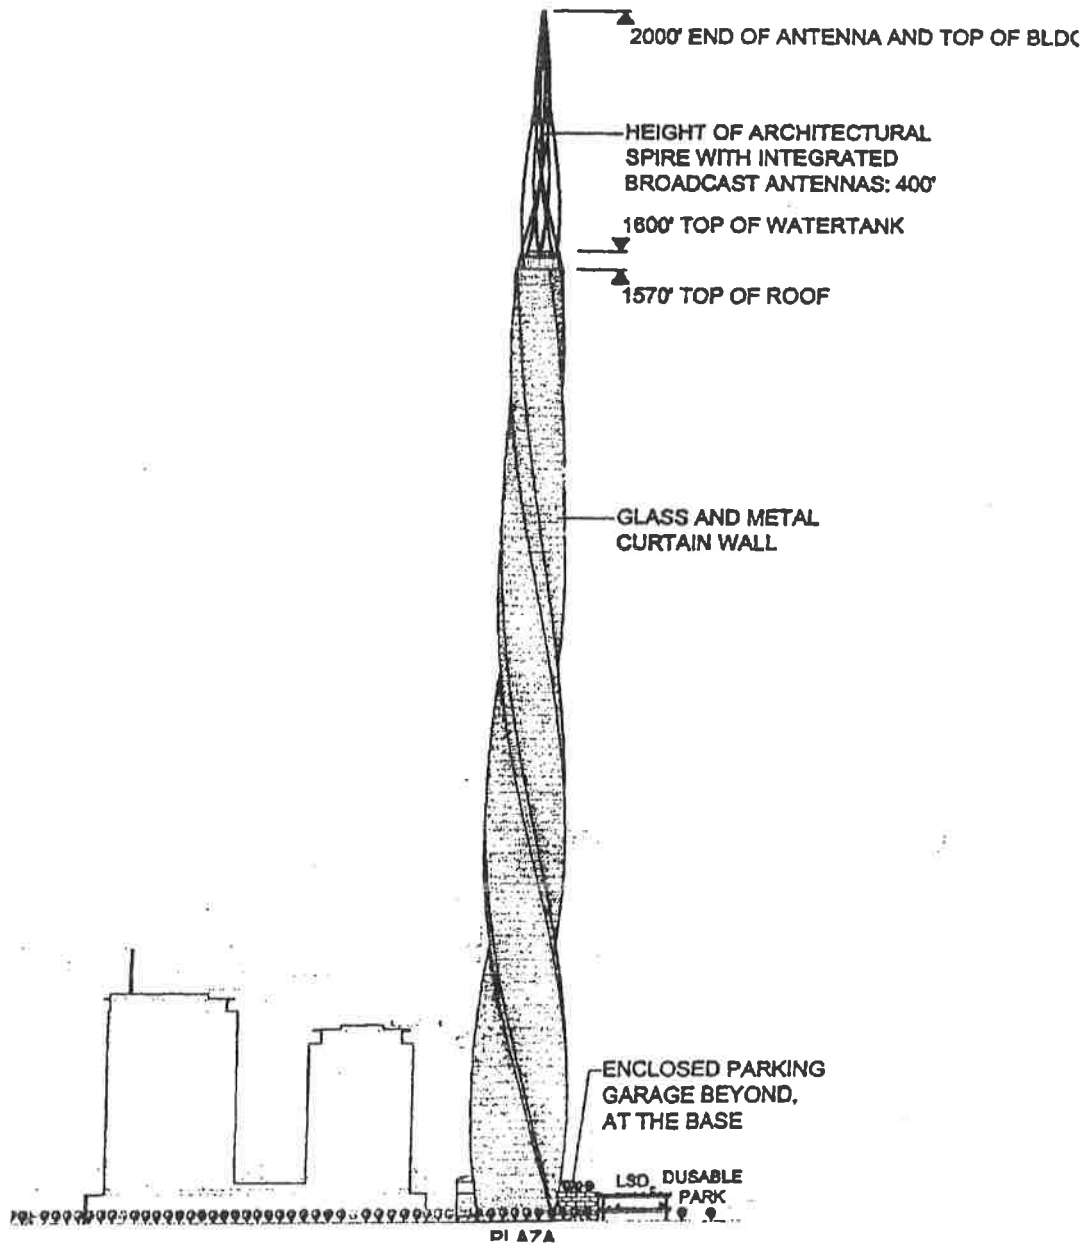 2000' END OF ANTENNA AND TOP OF BLDG
HEIGHT OF ARCHITECTURAL
SPIRE WITH INTEGRATED
BROADCAST ANTENNAS: 400'
1600' TOP OF WATERTANK
1570' TOP OF ROOF
GLASS AND METAL
CURTAIN WALL
ENCLOSED PARKING
GARAGE BEYOND,
AT THE BASE
LSD
DUSABLE
PARK
PLAZA